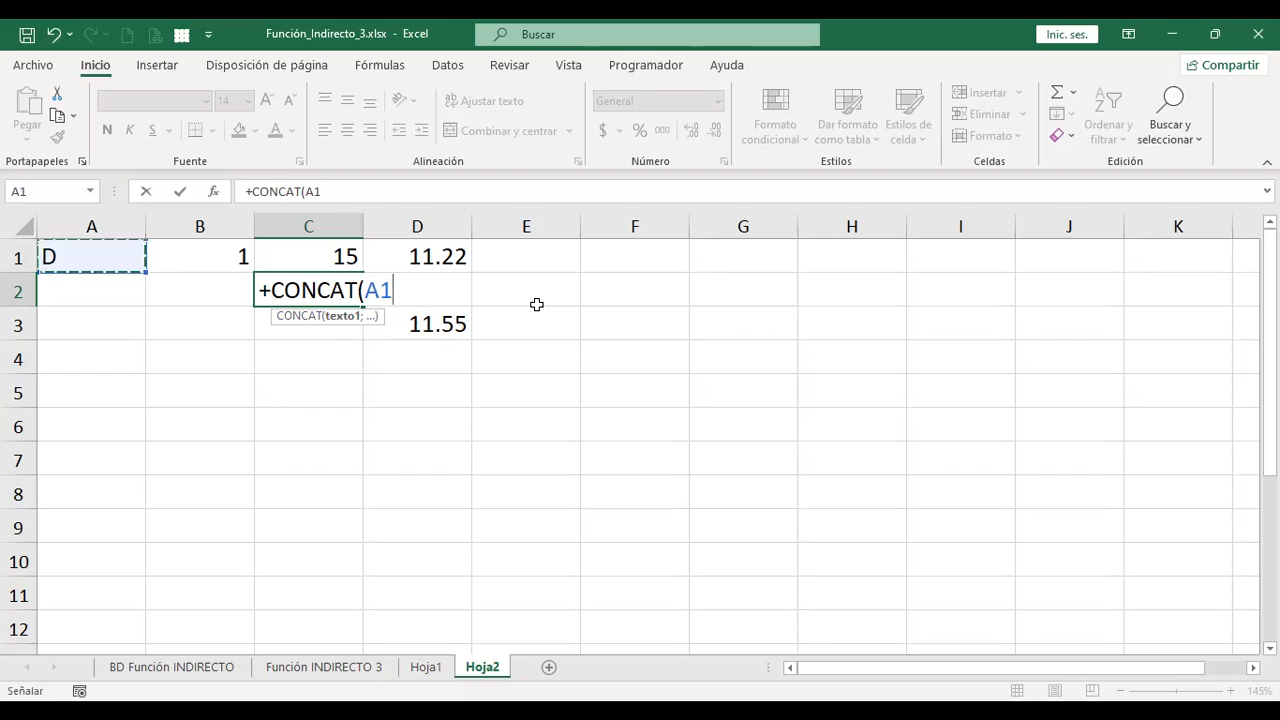 Función_Indirecto_3.xlsx - Excel
Buscar
Inic. ses.
Archivo Inicio Insertar Disposición de página Fórmulas Datos Revisar Vista Programador Ayuda
Compartir
Pegar
14
A A
N K S
A
Ajustar texto
Combinar y centrar
General
$ % 000
Formato condicional
Dar formato como tabla
Estilos de celda
Insertar
Eliminar
Formato
Ordenar y filtrar
Buscar y seleccionar
Portapapeles Fuente Alineación Número Estilos Celdas Edición
A1 fx +CONCAT(A1
A B C D E F G H I J K
1 D 1 15 11.22
2 +CONCAT(A1
CONCAT(texto1; ...)
3 11.55
4
5
6
7
8
9
10
11
12
BD Función INDIRECTO Función INDIRECTO 3 Hoja1 Hoja2
Señalar
145%